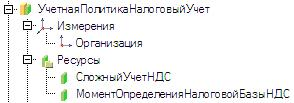 УчетнаяПолитикаНалоговыйУчет
Измерения
Организация
Ресурсы
СложныйУчетНДС
МоментОпределенияНалоговойБазыНДС